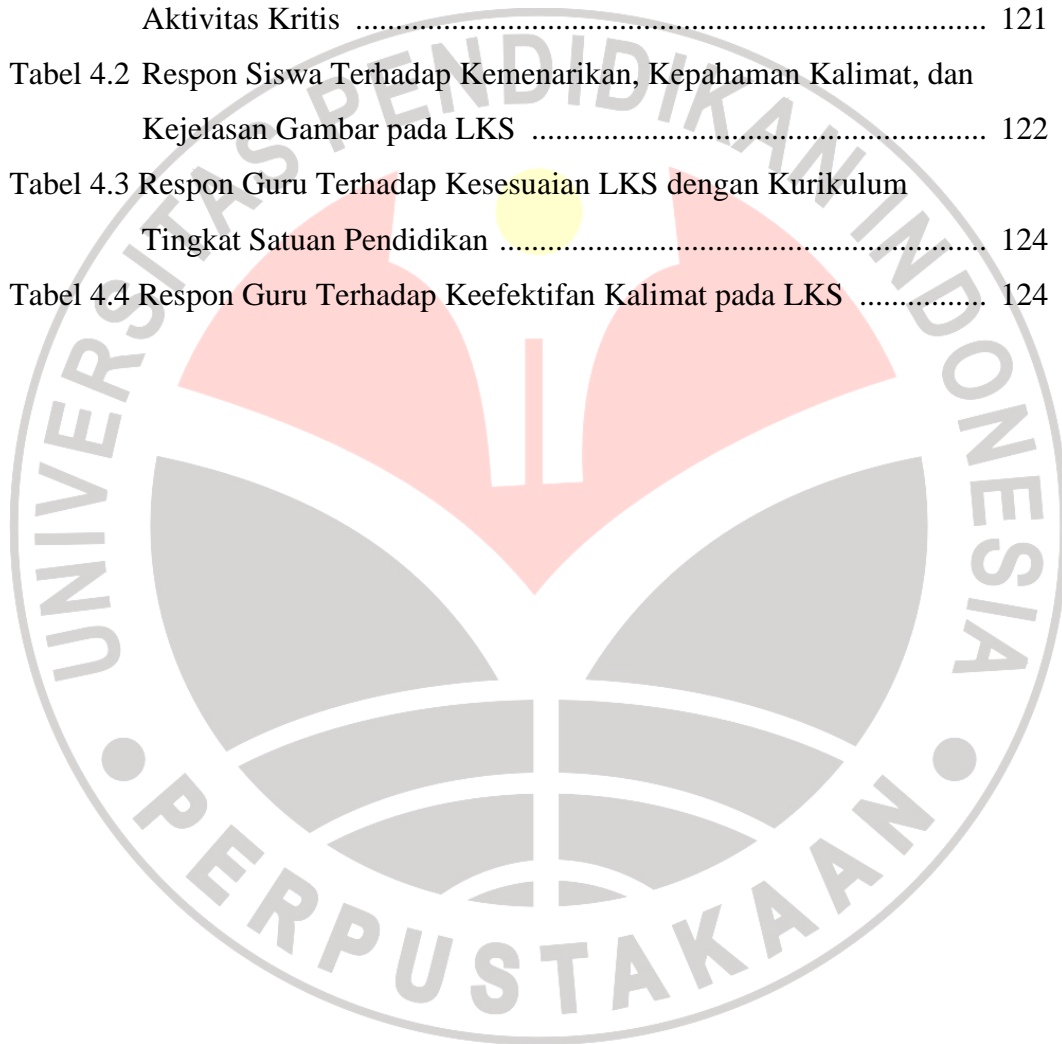 Aktivitas Kritis .................................................................................. 121
Tabel 4.2 Respon Siswa Terhadap Kemenarikan, Kepahaman Kalimat, dan
Kejelasan Gambar pada LKS ........................................................... 122
Tabel 4.3 Respon Guru Terhadap Kesesuaian LKS dengan Kurikulum
Tingkat Satuan Pendidikan ............................................................... 124
Tabel 4.4 Respon Guru Terhadap Keefektifan Kalimat pada LKS ................ 124
UNIVERSITAS PENDIDIKAN INDONESIA
PERPUSTAKAAN